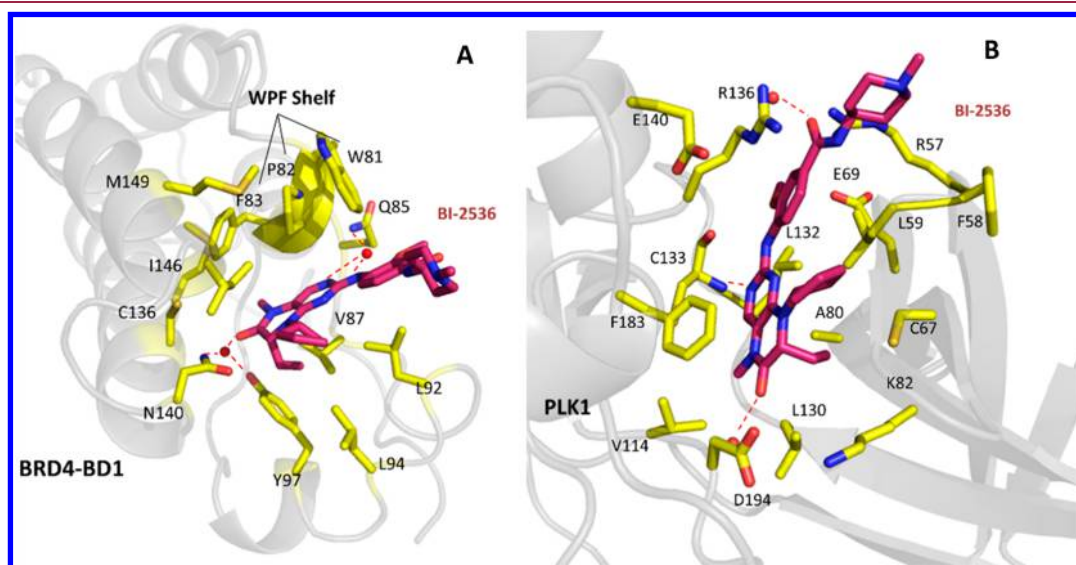 A
WPF Shelf
W81
P82
M149
F83
Q85
BI-2536
I146
C136
V87
L92
N140
BRD4-BD1
L94
Y97
B
R136
E140
BI-2536
R57
E69
L132
L59
F58
C133
A80
F183
C67
K82
PLK1
L130
V114
D194